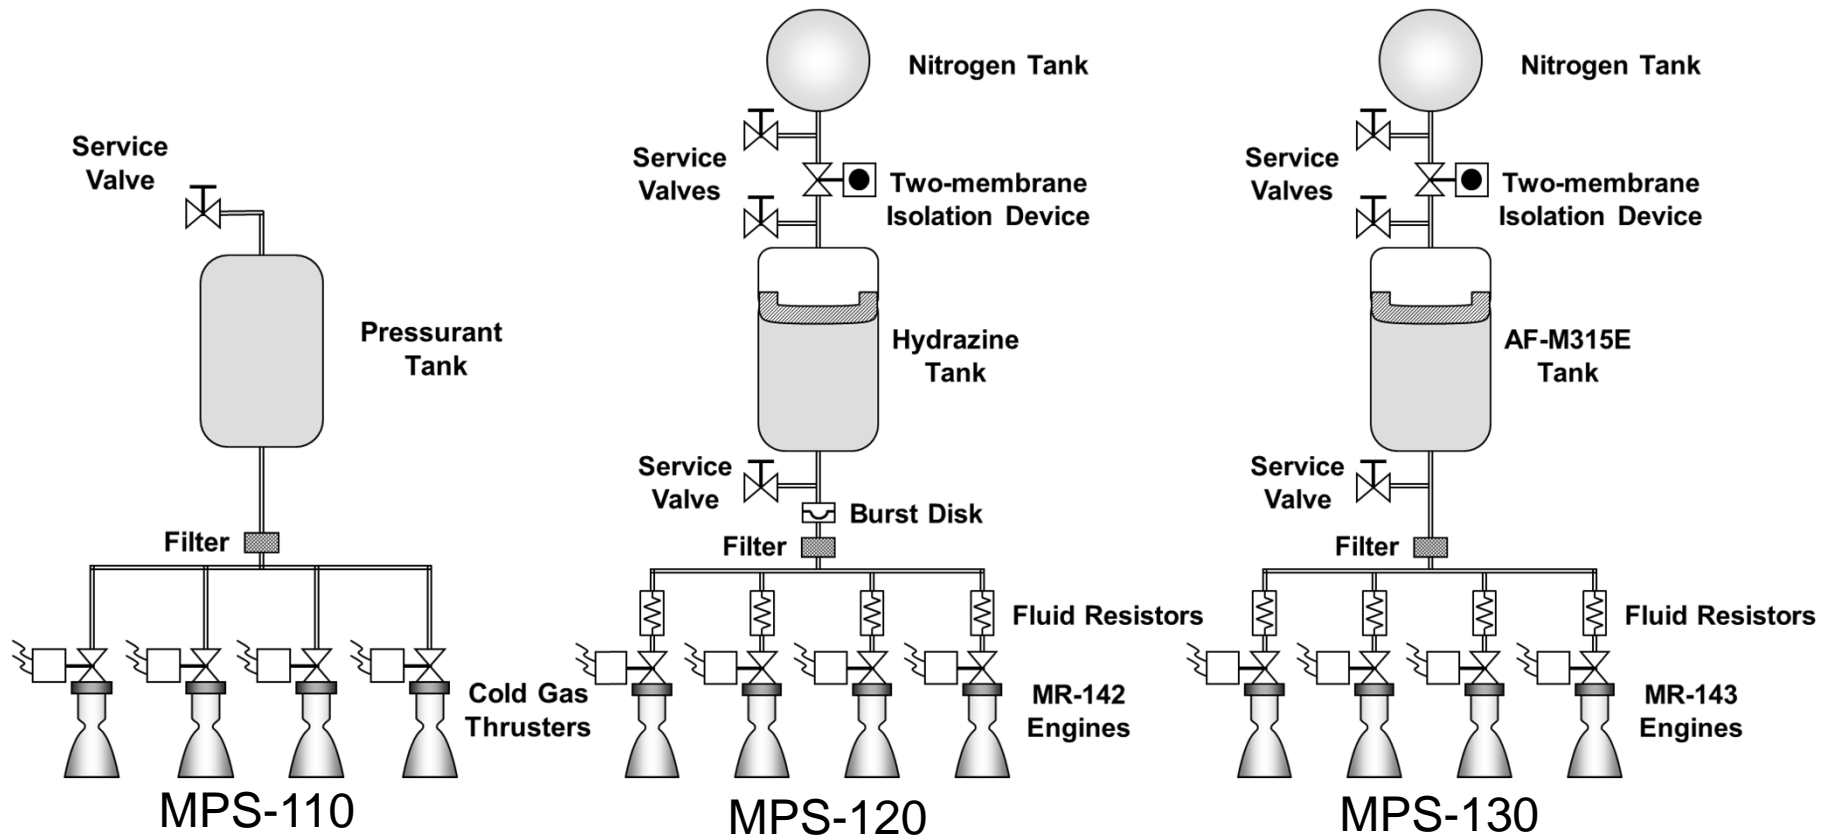 Service
Valve
Pressurant
Tank
Filter
Cold Gas
Thrusters
MPS-110
Nitrogen Tank
Service
Valves
Two-membrane
Isolation Device
Hydrazine
Tank
Service
Valve
Burst Disk
Filter
Fluid Resistors
MR-142
Engines
MPS-120
Nitrogen Tank
Service
Valves
Two-membrane
Isolation Device
AF-M315E
Tank
Service
Valve
Filter
Fluid Resistors
MR-143
Engines
MPS-130